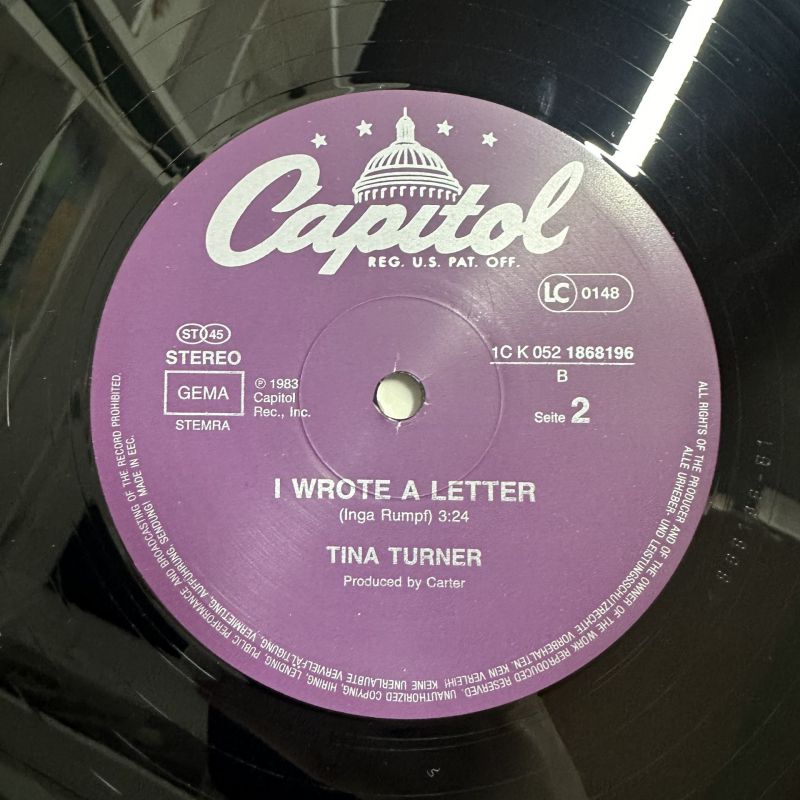 Capitol
REG. U.S. PAT. OFF.
LC 0148
ST 45
STEREO
GEMA
STEMRA
℗ 1983
Capitol
Rec., Inc.
1C K 052 1868196
B
Seite 2
I WROTE A LETTER
(Inga Rumpf) 3:24
TINA TURNER
Produced by Carter
ALL RIGHTS OF THE PRODUCER AND OF THE OWNER OF THE WORK REPRODUCED RESERVED. UNAUTHORIZED COPYING, HIRING, LENDING, PUBLIC PERFORMANCE AND BROADCASTING OF THE RECORD PROHIBITED.
ALLE URHEBER- UND LEISTUNGSSCHUTZRECHTE VORBEHALTEN. KEIN VERLEIH! KEINE UNERLAUBTE VERVIELFÄLTIGUNG, VERMIETUNG, AUFFÜHRUNG, SENDUNG! MADE IN EEC.